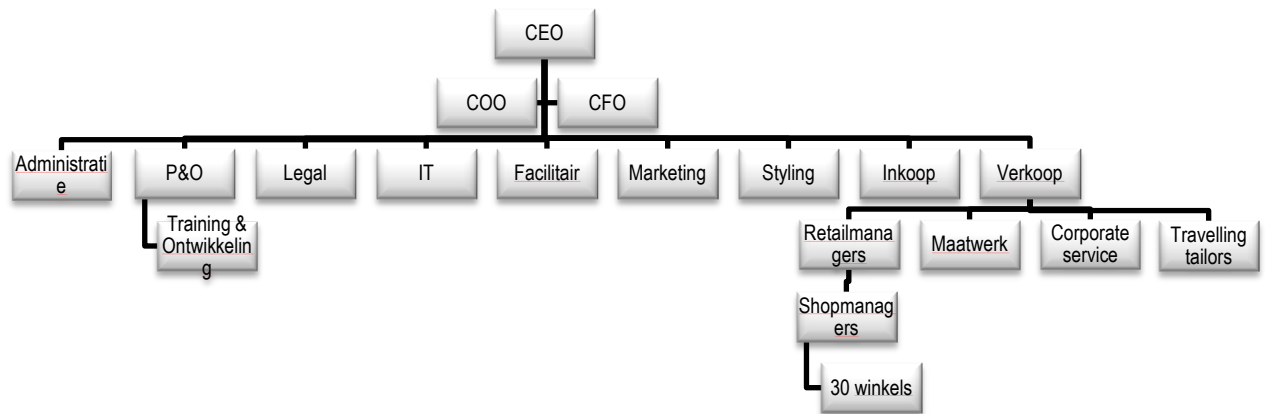 CEO
COO
CFO
Administrati
e
P&O
Legal
IT
Facilitair
Marketing
Styling
Inkoop
Verkoop
Training &
Ontwikkelin
g
Retailmana
gers
Maatwerk
Corporate
service
Travelling
tailors
Shopmanag
ers
30 winkels